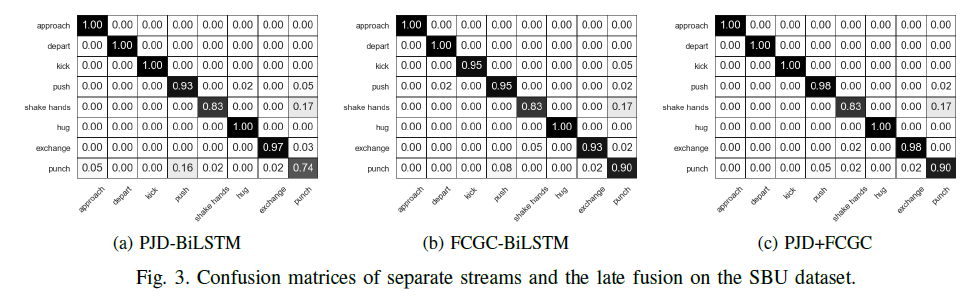 approach 1.00 0.00 0.00 0.00 0.00 0.00 0.00 0.00
depart 0.00 1.00 0.00 0.00 0.00 0.00 0.00 0.00
kick 0.00 0.00 1.00 0.00 0.00 0.00 0.00 0.00
push 0.00 0.00 0.00 0.93 0.00 0.02 0.00 0.05
shake hands 0.00 0.00 0.00 0.00 0.83 0.00 0.00 0.17
hug 0.00 0.00 0.00 0.00 0.00 1.00 0.00 0.00
exchange 0.00 0.00 0.00 0.00 0.00 0.00 0.97 0.03
punch 0.05 0.00 0.00 0.16 0.02 0.00 0.02 0.74
approach depart kick push shake hands hug exchange punch
(a) PJD-BiLSTM
approach 1.00 0.00 0.00 0.00 0.00 0.00 0.00 0.00
depart 0.00 1.00 0.00 0.00 0.00 0.00 0.00 0.00
kick 0.00 0.00 0.95 0.00 0.00 0.00 0.00 0.05
push 0.00 0.02 0.00 0.95 0.00 0.00 0.00 0.02
shake hands 0.00 0.00 0.00 0.00 0.83 0.00 0.00 0.17
hug 0.00 0.00 0.00 0.00 0.00 1.00 0.00 0.00
exchange 0.00 0.00 0.00 0.00 0.05 0.00 0.93 0.02
punch 0.00 0.00 0.00 0.08 0.00 0.00 0.02 0.90
approach depart kick push shake hands hug exchange punch
(b) FCGC-BiLSTM
approach 1.00 0.00 0.00 0.00 0.00 0.00 0.00 0.00
depart 0.00 1.00 0.00 0.00 0.00 0.00 0.00 0.00
kick 0.00 0.00 1.00 0.00 0.00 0.00 0.00 0.00
push 0.00 0.00 0.00 0.98 0.00 0.00 0.00 0.02
shake hands 0.00 0.00 0.00 0.00 0.83 0.00 0.00 0.17
hug 0.00 0.00 0.00 0.00 0.00 1.00 0.00 0.00
exchange 0.00 0.00 0.00 0.00 0.02 0.00 0.98 0.00
punch 0.00 0.00 0.00 0.05 0.02 0.00 0.02 0.90
approach depart kick push shake hands hug exchange punch
(c) PJD+FCGC
Fig. 3. Confusion matrices of separate streams and the late fusion on the SBU dataset.